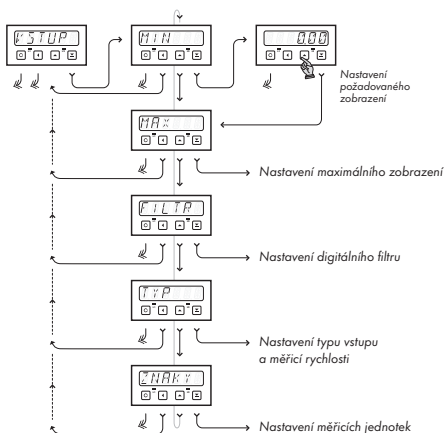 VSTUP
MIN
0.00
Nastavení
požadovaného
zobrazení
MAX
Nastavení maximálního zobrazení
FILTR
Nastavení digitálního filtru
TYP
Nastavení typu vstupu
a měřicí rychlosti
ZNAKY
Nastavení měřicích jednotek